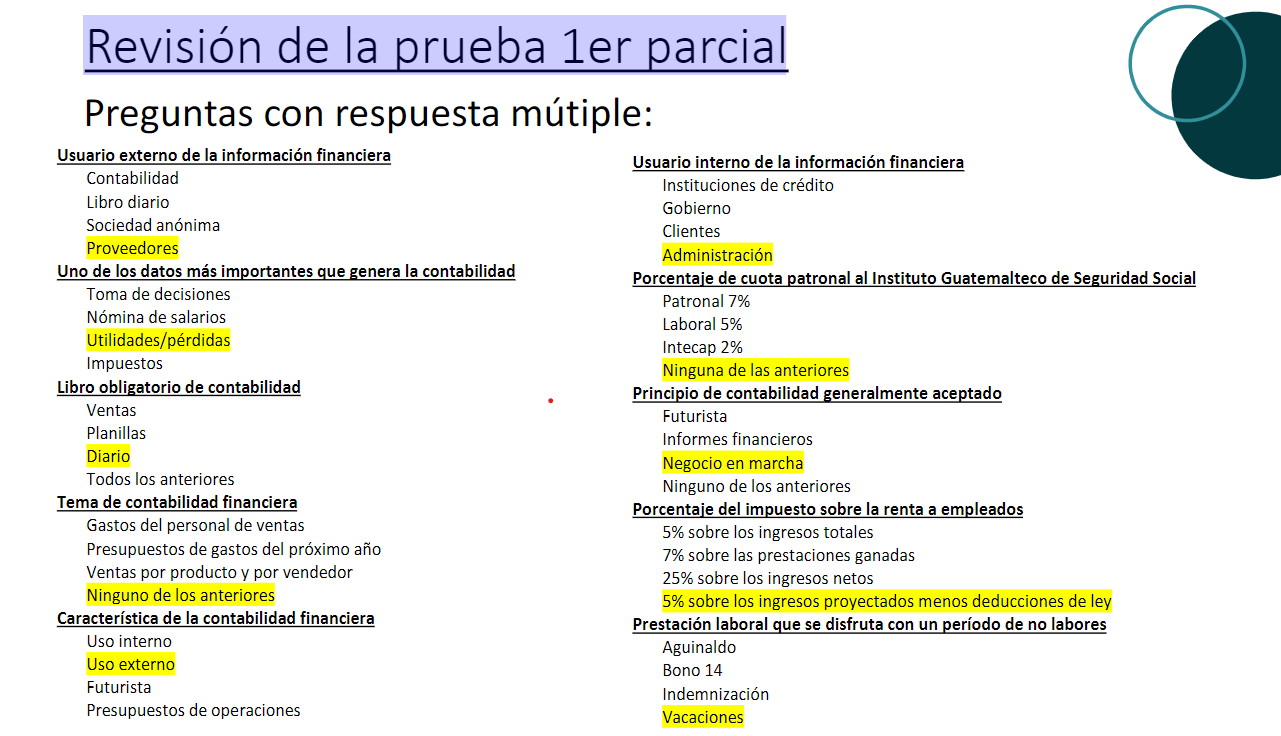 Revisión de la prueba 1er parcial
Preguntas con respuesta mútiple:
Usuario externo de la información financiera
Contabilidad
Libro diario
Sociedad anónima
Proveedores
Uno de los datos más importantes que genera la contabilidad
Toma de decisiones
Nómina de salarios
Utilidades/pérdidas
Impuestos
Libro obligatorio de contabilidad
Ventas
Planillas
Diario
Todos los anteriores
Tema de contabilidad financiera
Gastos del personal de ventas
Presupuestos de gastos del próximo año
Ventas por producto y por vendedor
Ninguno de los anteriores
Característica de la contabilidad financiera
Uso interno
Uso externo
Futurista
Presupuestos de operaciones
Usuario interno de la información financiera
Instituciones de crédito
Gobierno
Clientes
Administración
Porcentaje de cuota patronal al Instituto Guatemalteco de Seguridad Social
Patronal 7%
Laboral 5%
Intecap 2%
Ninguna de las anteriores
Principio de contabilidad generalmente aceptado
Futurista
Informes financieros
Negocio en marcha
Ninguno de los anteriores
Porcentaje del impuesto sobre la renta a empleados
5% sobre los ingresos totales
7% sobre las prestaciones ganadas
25% sobre los ingresos netos
5% sobre los ingresos proyectados menos deducciones de ley
Prestación laboral que se disfruta con un período de no labores
Aguinaldo
Bono 14
Indemnización
Vacaciones